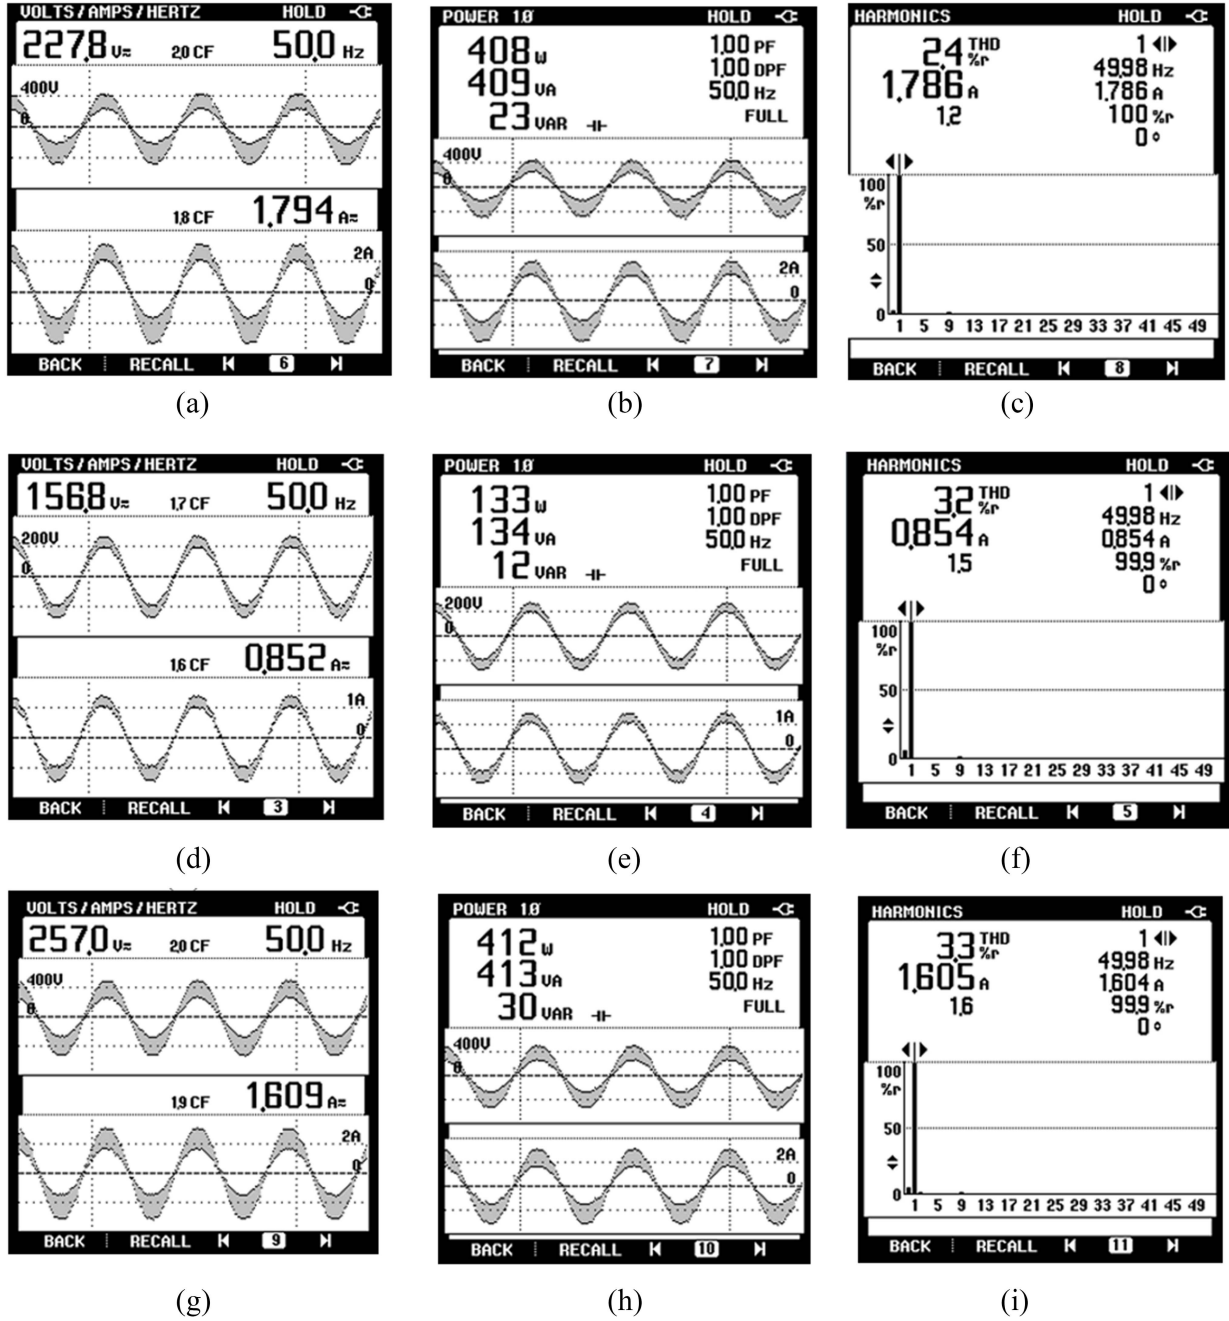 VOLTS/AMPS/HERTZ HOLD
227.8 V≂ 2.0 CF 50.0 Hz
400V
0
1.8 CF 1.794 A≂
2A
0
BACK RECALL 6
(a)
POWER 1.0 HOLD
408 W 1.00 PF
409 VA 1.00 DPF
23 VAR 50.0 Hz
FULL
400V
0
2A
0
BACK RECALL 7
(b)
HARMONICS HOLD
2.4 THD %r 1
1.786 A 49.98 Hz
1.2 1.786 A
100 %r
0 °
100
%r
50
0
1 5 9 13 17 21 25 29 33 37 41 45 49
BACK RECALL 8
(c)
VOLTS/AMPS/HERTZ HOLD
156.8 V≂ 1.7 CF 50.0 Hz
200V
0
1.6 CF 0.852 A≂
1A
0
BACK RECALL 3
(d)
POWER 1.0 HOLD
133 W 1.00 PF
134 VA 1.00 DPF
12 VAR 50.0 Hz
FULL
200V
0
1A
0
BACK RECALL 4
(e)
HARMONICS HOLD
3.2 THD %r 1
0.854 A 49.98 Hz
1.5 0.854 A
99.9 %r
0 °
100
%r
50
0
1 5 9 13 17 21 25 29 33 37 41 45 49
BACK RECALL 5
(f)
VOLTS/AMPS/HERTZ HOLD
257.0 V≂ 2.0 CF 50.0 Hz
400V
0
1.9 CF 1.609 A≂
2A
0
BACK RECALL 9
(g)
POWER 1.0 HOLD
412 W 1.00 PF
413 VA 1.00 DPF
30 VAR 50.0 Hz
FULL
400V
0
2A
0
BACK RECALL 10
(h)
HARMONICS HOLD
3.3 THD %r 1
1.605 A 49.98 Hz
1.6 1.604 A
99.9 %r
0 °
100
%r
50
0
1 5 9 13 17 21 25 29 33 37 41 45 49
BACK RECALL 11
(i)